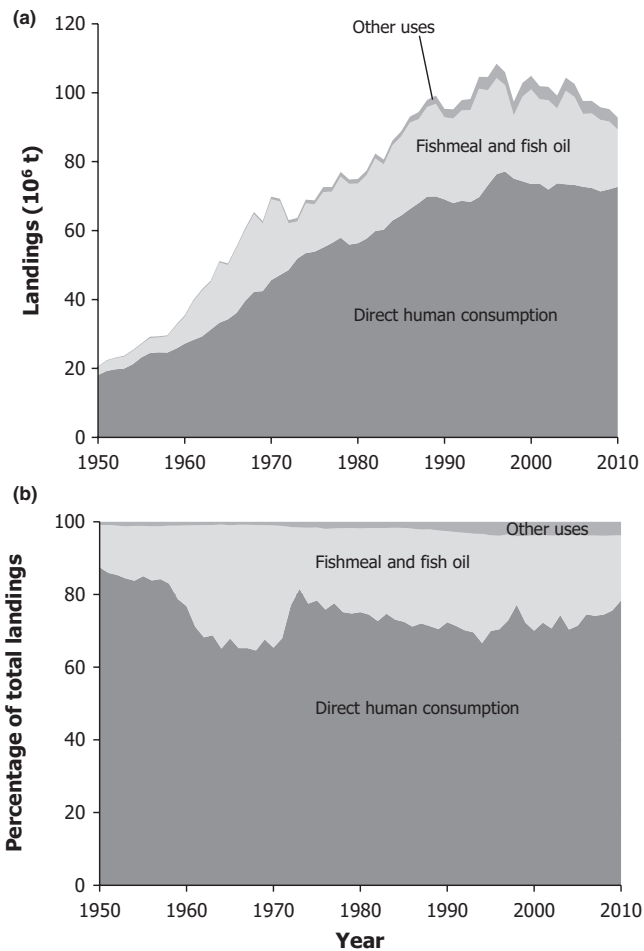 (a)
120
100
80
60
40
20
0
Landings (10⁶ t)
Other uses
Fishmeal and fish oil
Direct human consumption
1950 1960 1970 1980 1990 2000 2010
(b)
100
80
60
40
20
0
Percentage of total landings
Other uses
Fishmeal and fish oil
Direct human consumption
1950 1960 1970 1980 1990 2000 2010
Year